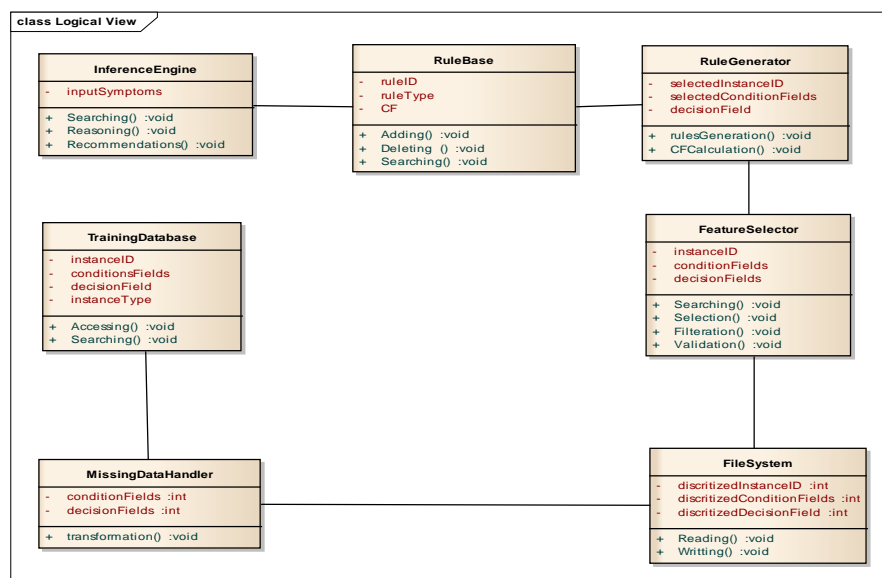 class Logical View
InferenceEngine
- inputSymptoms
+ Searching() :void
+ Reasoning() :void
+ Recommendations() :void
RuleBase
- ruleID
- ruleType
- CF
+ Adding() :void
+ Deleting () :void
+ Searching() :void
RuleGenerator
- selectedInstanceID
- selectedConditionFields
- decisionField
+ rulesGeneration() :void
+ CFCalculation() :void
TrainingDatabase
- instanceID
- conditionsFields
- decisionField
- instanceType
+ Accessing() :void
+ Searching() :void
FeatureSelector
- instanceID
- conditionFields
- decisionFields
+ Searching() :void
+ Selection() :void
+ Filteration() :void
+ Validation() :void
MissingDataHandler
- conditionFields :int
- decisionFields :int
+ transformation() :void
FileSystem
- discritizedInstanceID :int
- discritizedConditionFields :int
- discritizedDecisionField :int
+ Reading() :void
+ Writting() :void